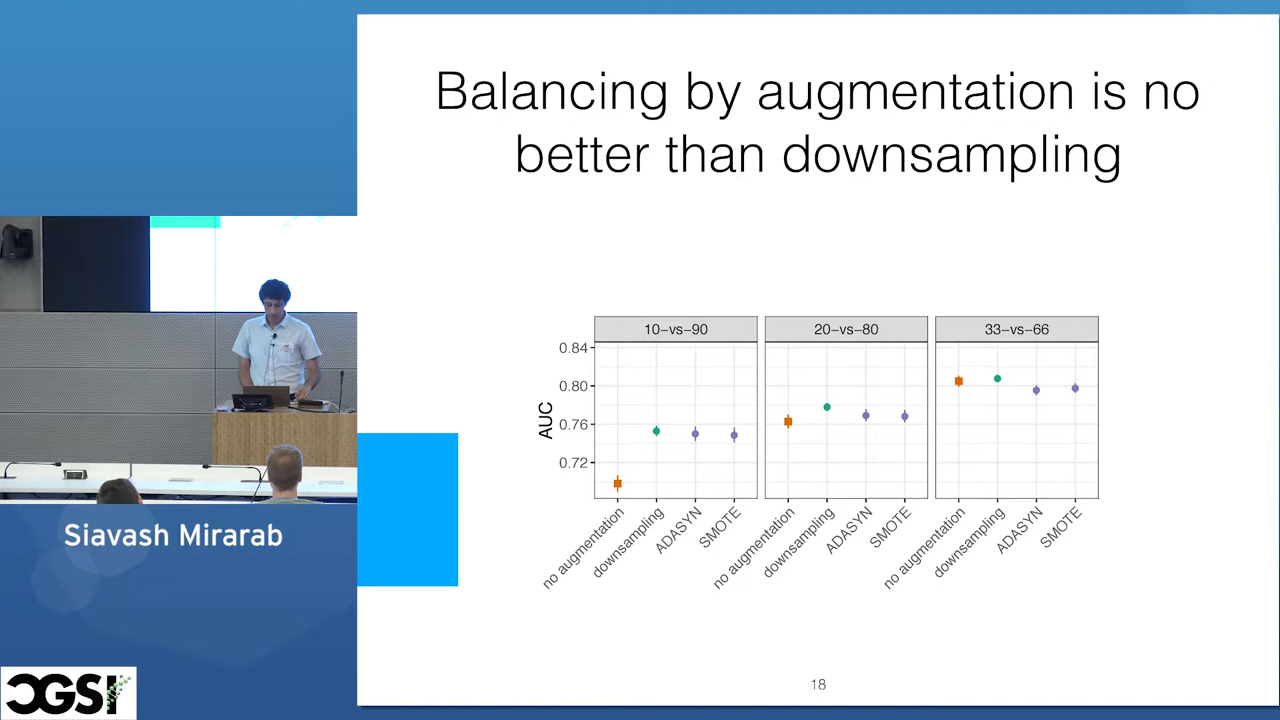 Balancing by augmentation is no
better than downsampling
10-vs-90
20-vs-80
33-vs-66
AUC
0.84
0.80
0.76
0.72
no augmentation
downsampling
ADASYN
SMOTE
no augmentation
downsampling
ADASYN
SMOTE
no augmentation
downsampling
ADASYN
SMOTE
18
Siavash Mirarab
CGSI